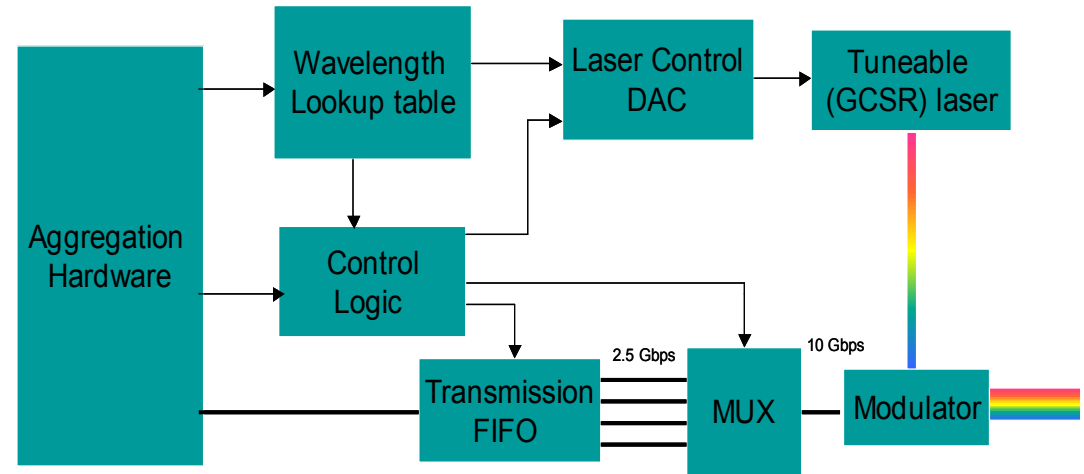 Wavelength
Lookup table
Laser Control
DAC
Tuneable
(GCSR) laser
Aggregation
Hardware
Control
Logic
2.5 Gbps
10 Gbps
Transmission
FIFO
MUX
Modulator